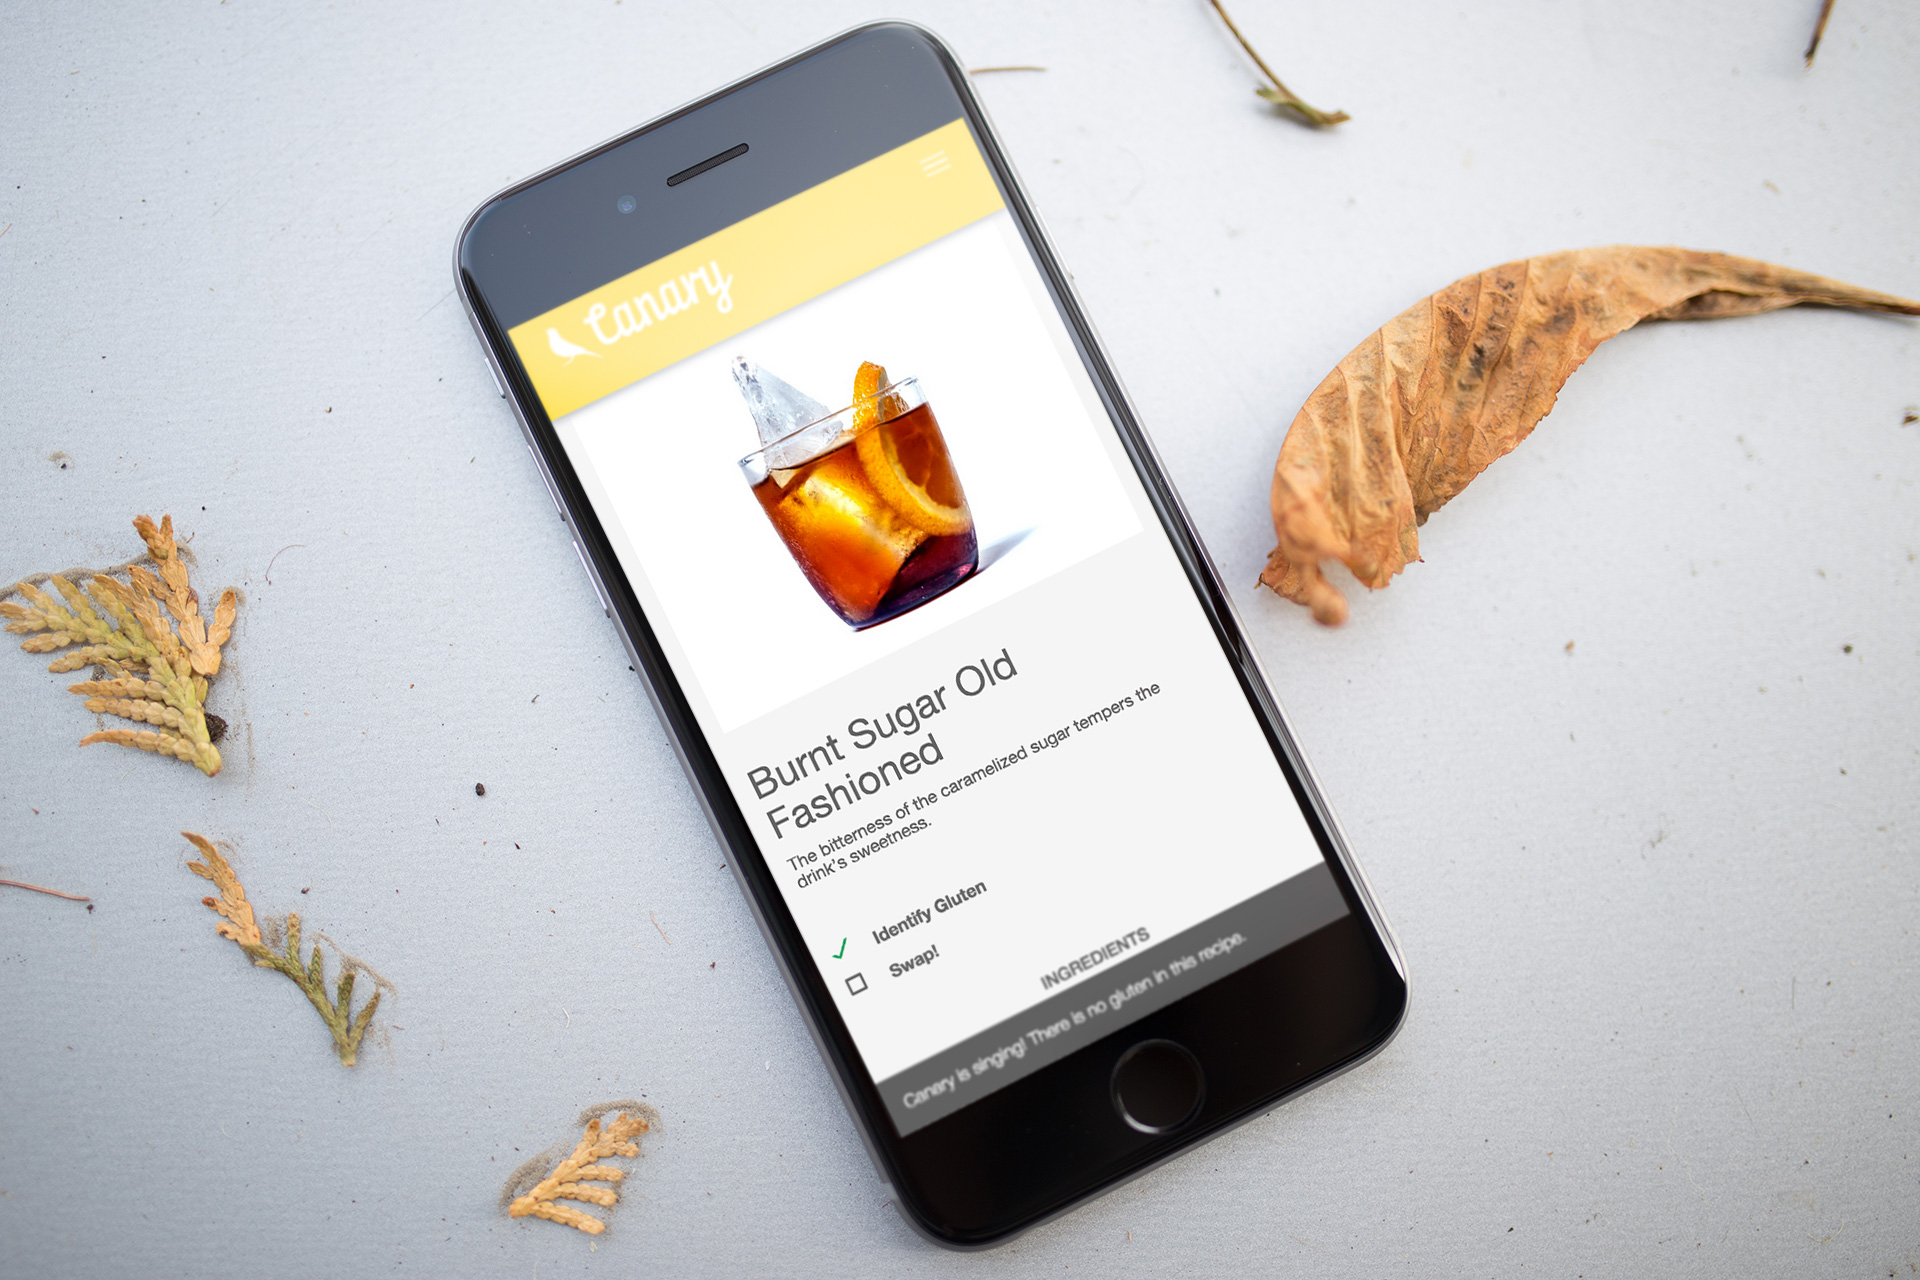 Canary
Burnt Sugar Old
Fashioned
The bitterness of the caramelized sugar tempers the
drink's sweetness.
Identify Gluten
Swap!
INGREDIENTS
Canary is singing! There is no gluten in this recipe.